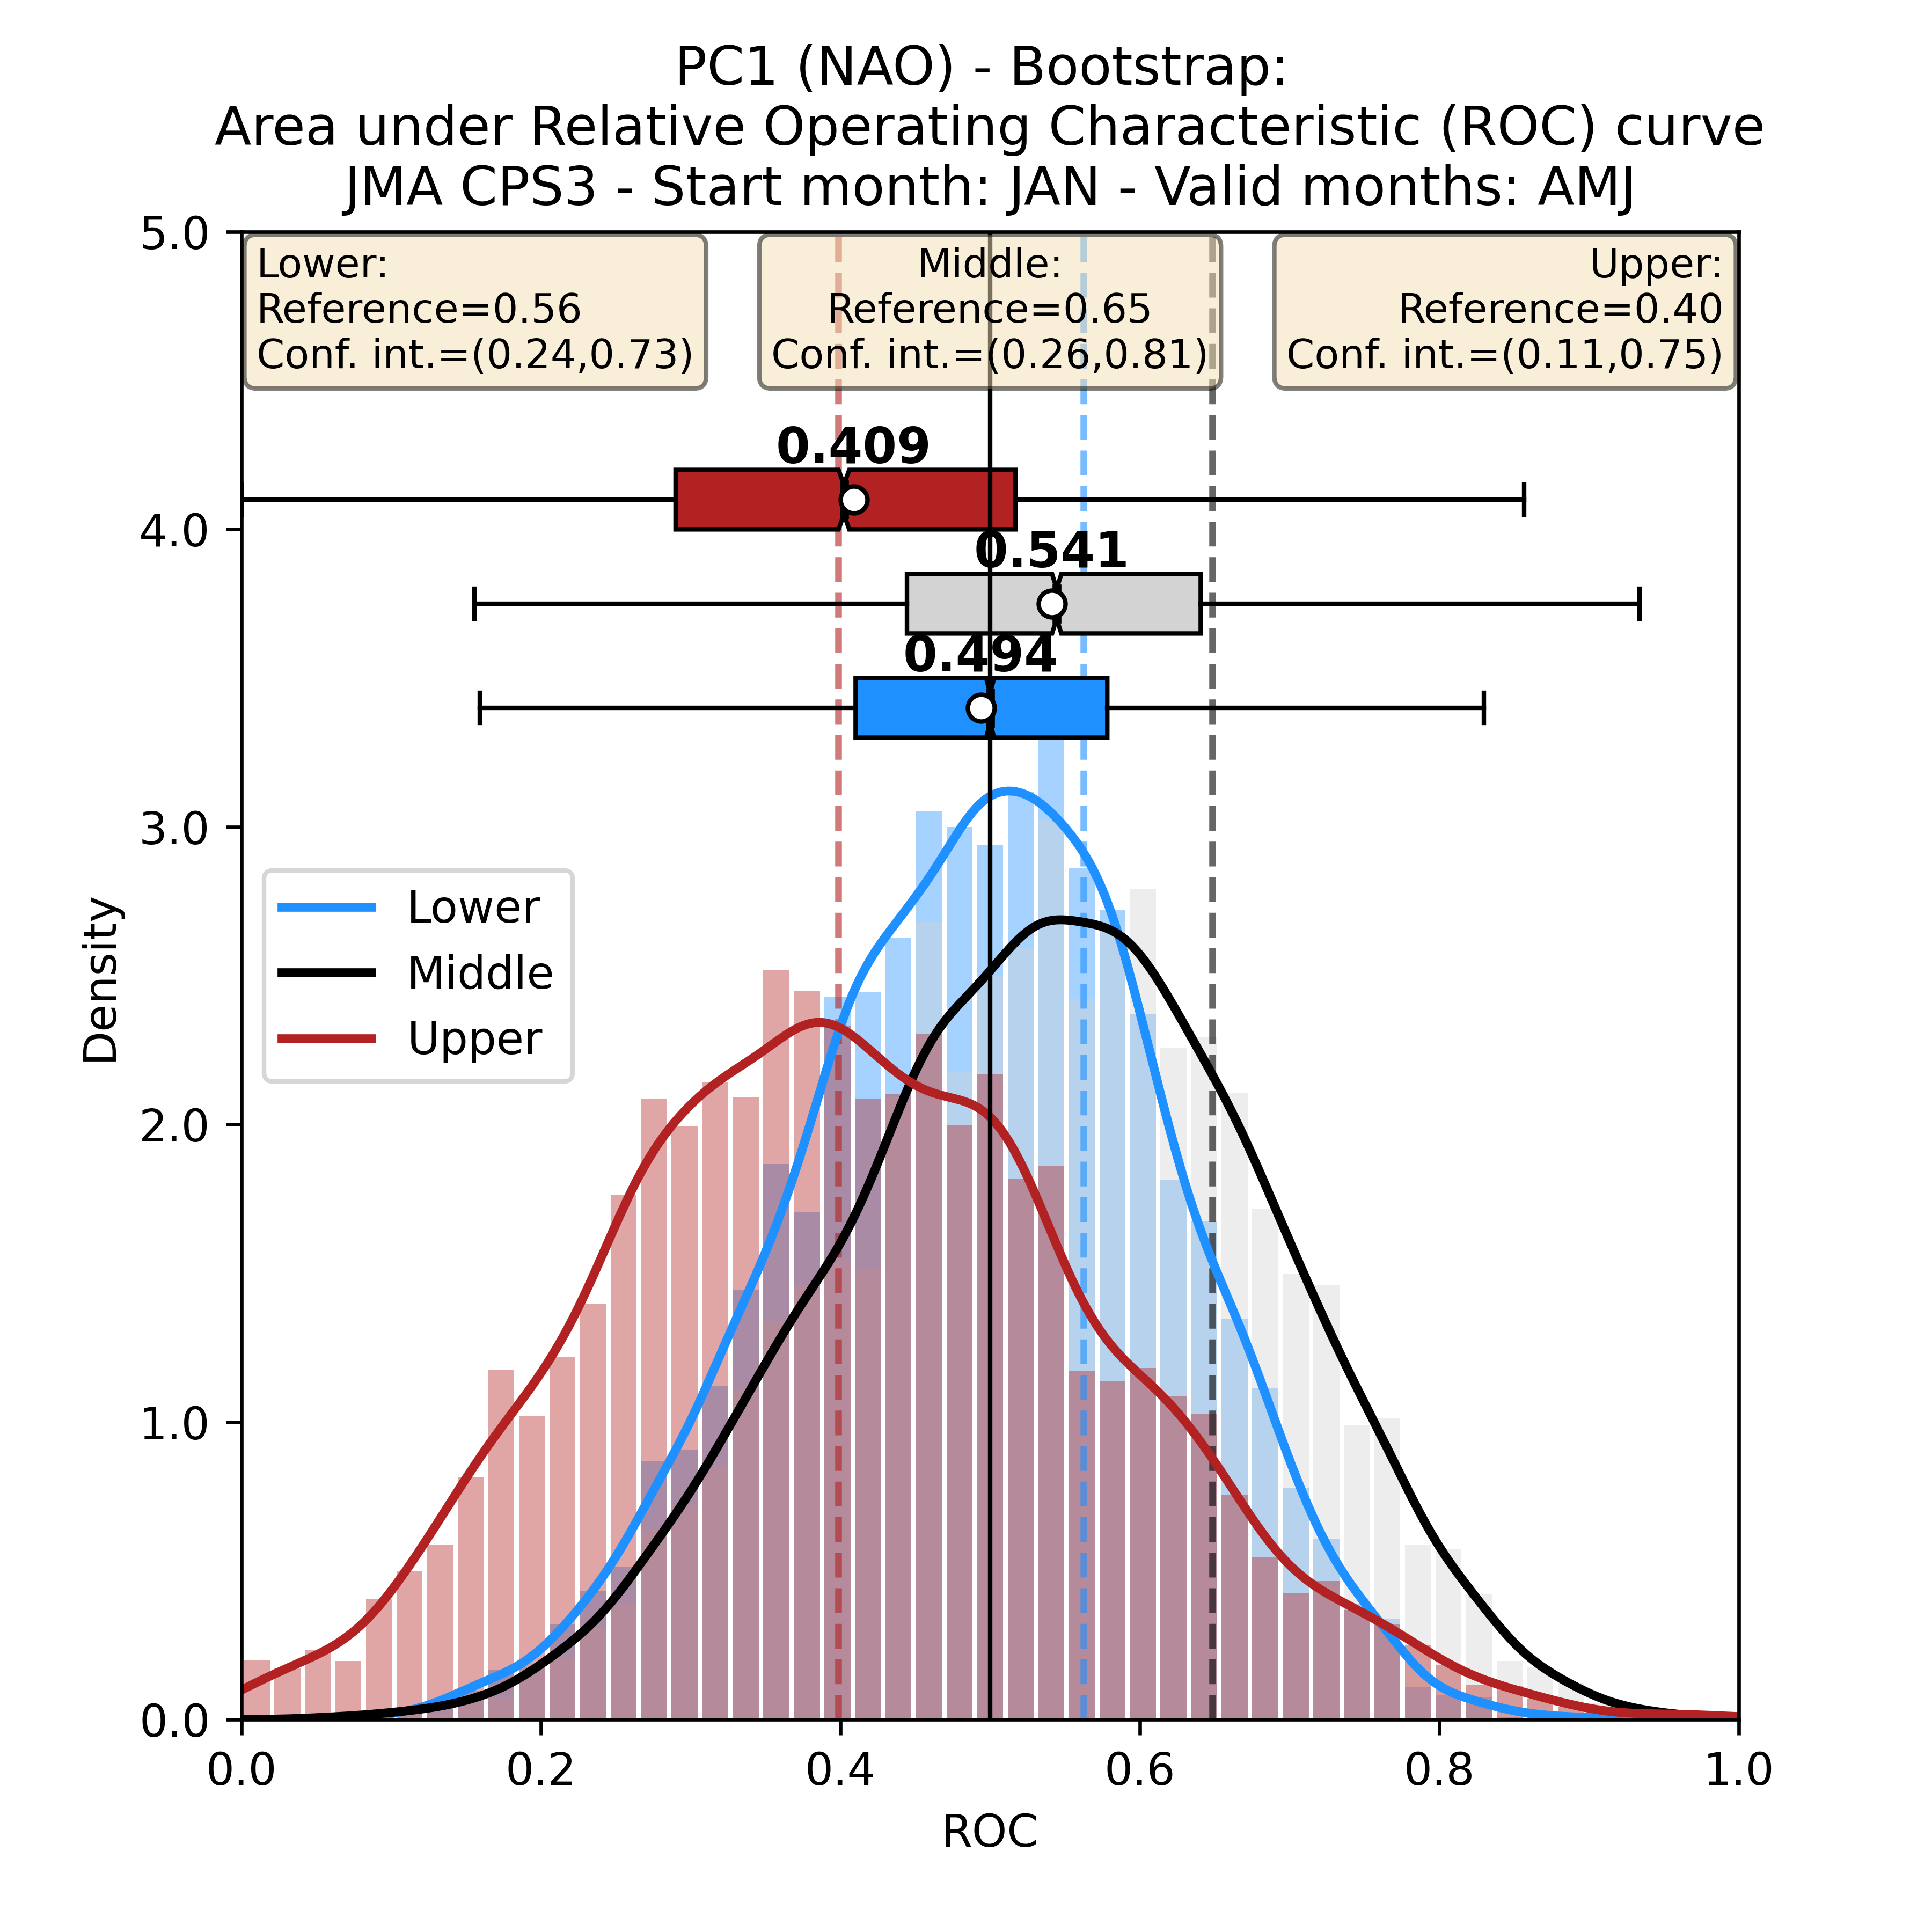 PC1 (NAO) - Bootstrap:
Area under Relative Operating Characteristic (ROC) curve
JMA CPS3 - Start month: JAN - Valid months: AMJ
Lower:
Reference=0.56
Conf. int.=(0.24,0.73)
Middle:
Reference=0.65
Conf. int.=(0.26,0.81)
Upper:
Reference=0.40
Conf. int.=(0.11,0.75)
0.409
0.541
0.494
Lower
Middle
Upper
Density
5.0
4.0
3.0
2.0
1.0
0.0
0.0 0.2 0.4 0.6 0.8 1.0
ROC